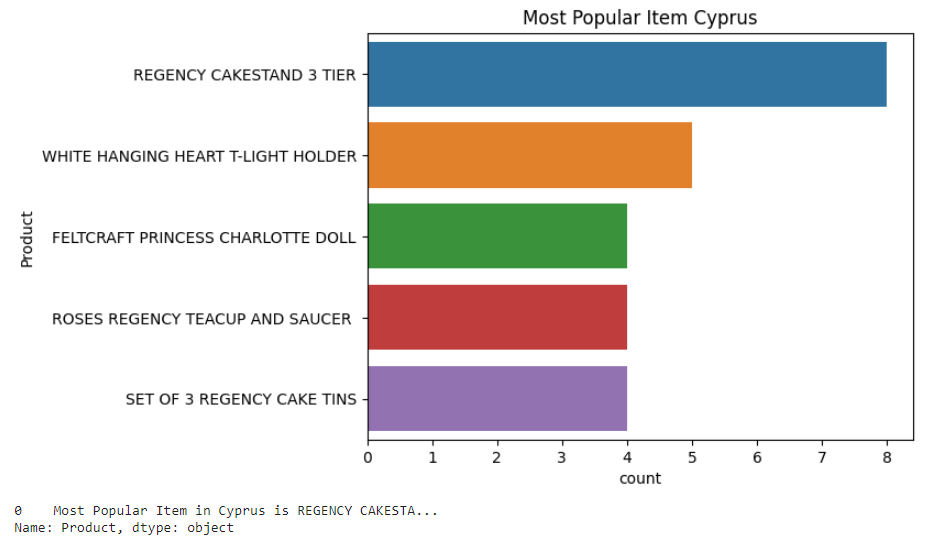 Most Popular Item Cyprus
REGENCY CAKESTAND 3 TIER
WHITE HANGING HEART T-LIGHT HOLDER
FELTCRAFT PRINCESS CHARLOTTE DOLL
ROSES REGENCY TEACUP AND SAUCER
SET OF 3 REGENCY CAKE TINS
Product
0 1 2 3 4 5 6 7 8
count
0    Most Popular Item in Cyprus is REGENCY CAKESTA...
Name: Product, dtype: object